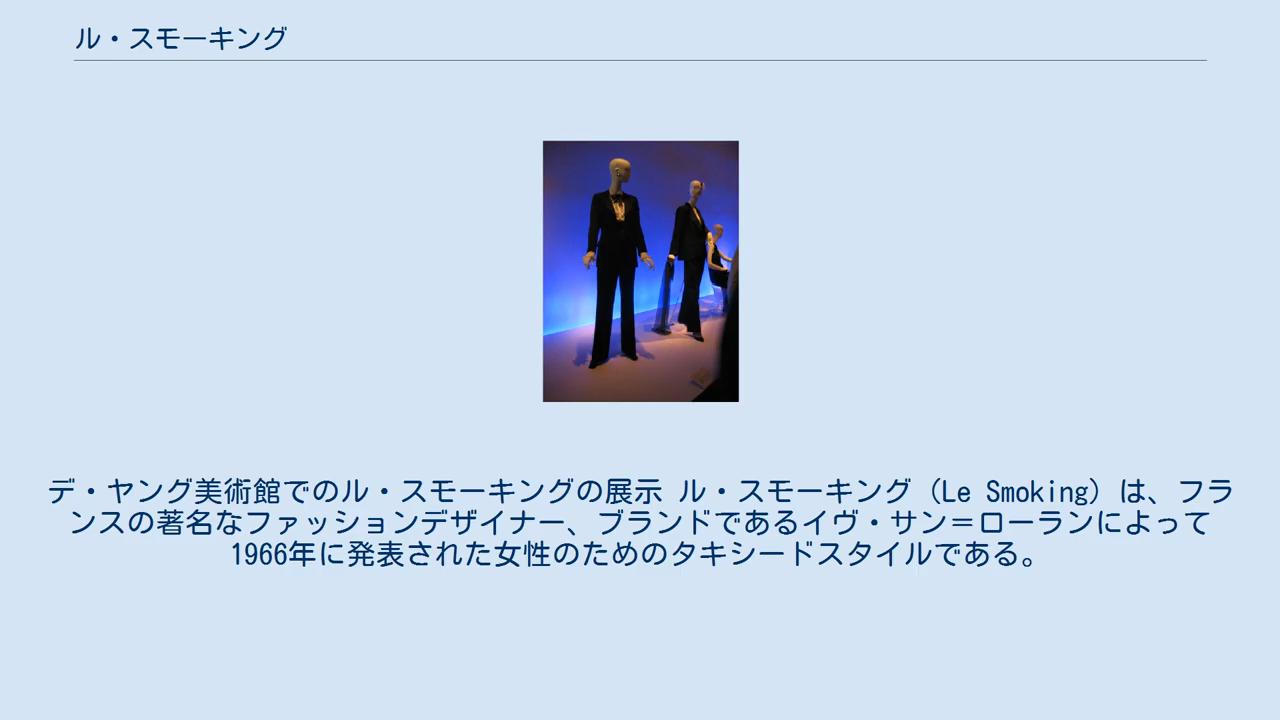 ル・スモーキング
デ・ヤング美術館でのル・スモーキングの展示 ル・スモーキング（Le Smoking）は、フラ
ンスの著名なファッションデザイナー、ブランドであるイヴ・サン＝ローランによって
1966年に発表された女性のためのタキシードスタイルである。